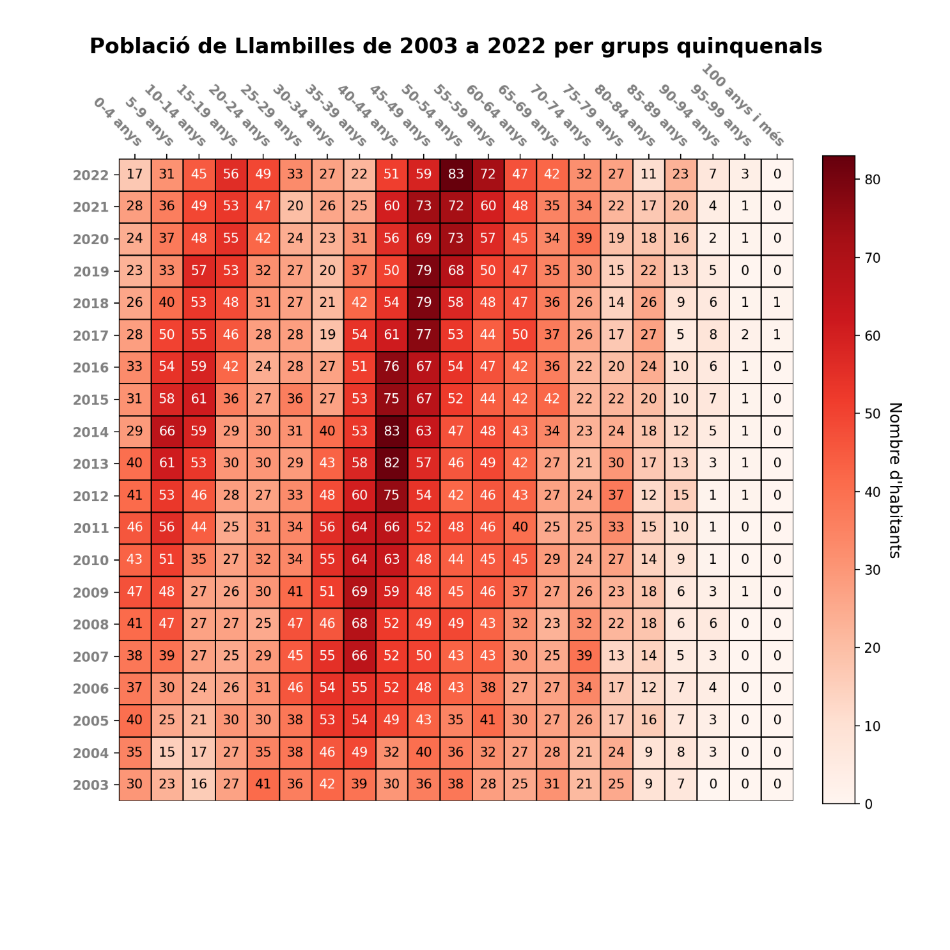 Població de Llambilles de 2003 a 2022 per grups quinquenals
0-4 anys
5-9 anys
10-14 anys
15-19 anys
20-24 anys
25-29 anys
30-34 anys
35-39 anys
40-44 anys
45-49 anys
50-54 anys
55-59 anys
60-64 anys
65-69 anys
70-74 anys
75-79 anys
80-84 anys
85-89 anys
90-94 anys
95-99 anys
100 anys i més
2022 17 31 45 56 49 33 27 22 51 59 83 72 47 42 32 27 11 23 7 3 0
2021 28 36 49 53 47 20 26 25 60 73 72 60 48 35 34 22 17 20 4 1 0
2020 24 37 48 55 42 24 23 31 56 69 73 57 45 34 39 19 18 16 2 1 0
2019 23 33 57 53 32 27 20 37 50 79 68 50 47 35 30 15 22 13 5 0 0
2018 26 40 53 48 31 27 21 42 54 79 58 48 47 36 26 14 26 9 6 1 1
2017 28 50 55 46 28 28 19 54 61 77 53 44 50 37 26 17 27 5 8 2 1
2016 33 54 59 42 24 28 27 51 76 67 54 47 42 36 22 20 24 10 6 1 0
2015 31 58 61 36 27 36 27 53 75 67 52 44 42 42 22 22 20 10 7 1 0
2014 29 66 59 29 30 31 40 53 83 63 47 48 43 34 23 24 18 12 5 1 0
2013 40 61 53 30 30 29 43 58 82 57 46 49 42 27 21 30 17 13 3 1 0
2012 41 53 46 28 27 33 48 60 75 54 42 46 43 27 24 37 12 15 1 1 0
2011 46 56 44 25 31 34 56 64 66 52 48 46 40 25 25 33 15 10 1 0 0
2010 43 51 35 27 32 34 55 64 63 48 44 45 45 29 24 27 14 9 1 0 0
2009 47 48 27 26 30 41 51 69 59 48 45 46 37 27 26 23 18 6 3 1 0
2008 41 47 27 27 25 47 46 68 52 49 49 43 32 23 32 22 18 6 6 0 0
2007 38 39 27 25 29 45 55 66 52 50 43 43 30 25 39 13 14 5 3 0 0
2006 37 30 24 26 31 46 54 55 52 48 43 38 27 27 34 17 12 7 4 0 0
2005 40 25 21 30 30 38 53 54 49 43 35 41 30 27 26 17 16 7 3 0 0
2004 35 15 17 27 35 38 46 49 32 40 36 32 27 28 21 24 9 8 3 0 0
2003 30 23 16 27 41 36 42 39 30 36 38 28 25 31 21 25 9 7 0 0 0
80
70
60
50
40
30
20
10
0
Nombre d'habitants